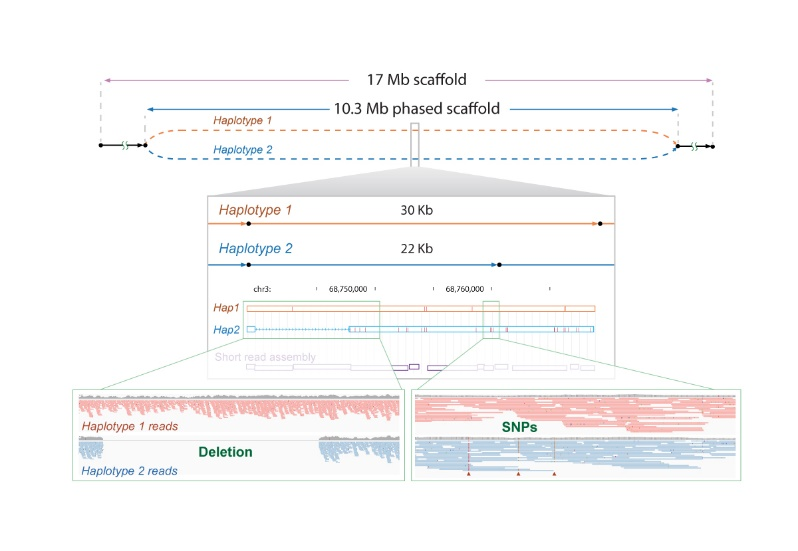 17 Mb scaffold
10.3 Mb phased scaffold
Haplotype 1
Haplotype 2
Haplotype 1 30 Kb
Haplotype 2 22 Kb
chr3: 68,750,000 68,760,000
Hap1
Hap2
Short read assembly
Haplotype 1 reads
Deletion
Haplotype 2 reads
SNPs